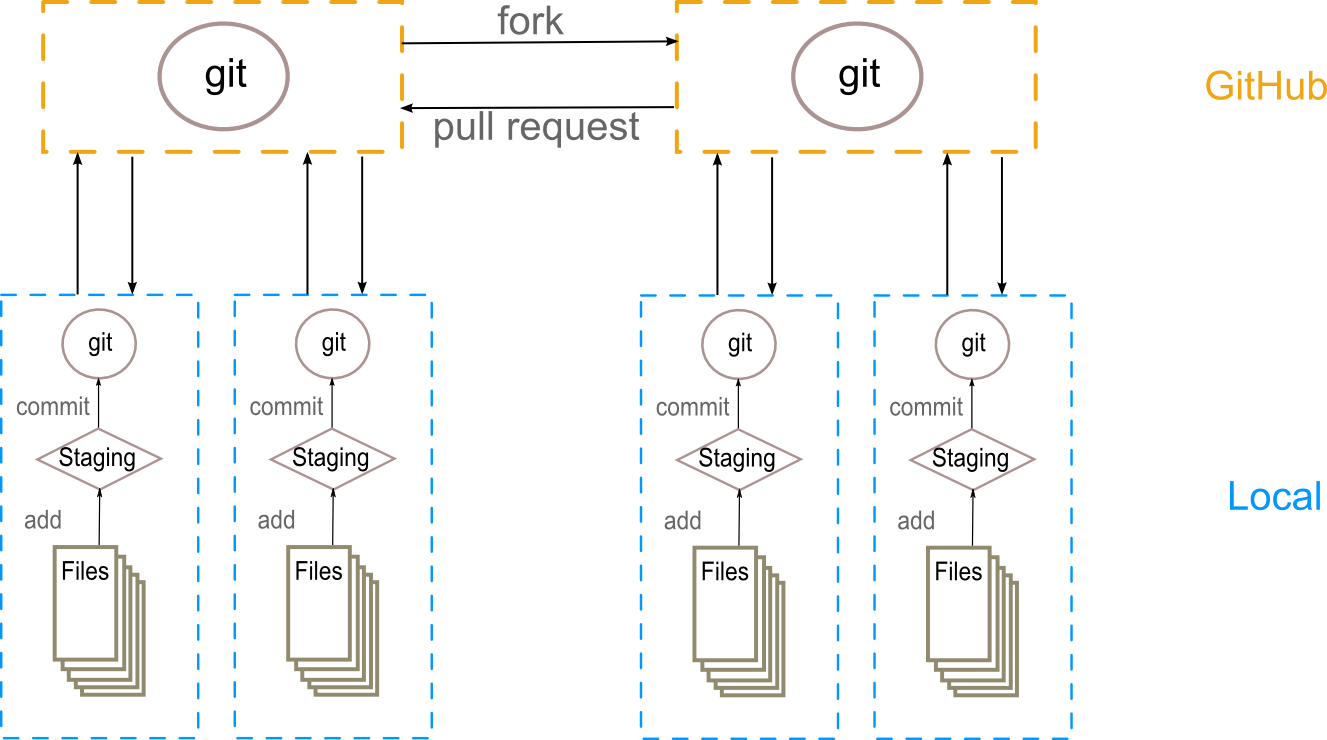 fork
git
git
GitHub
pull request
git
git
git
git
commit
commit
commit
commit
Staging
Staging
Staging
Staging
Local
add
add
add
add
Files
Files
Files
Files